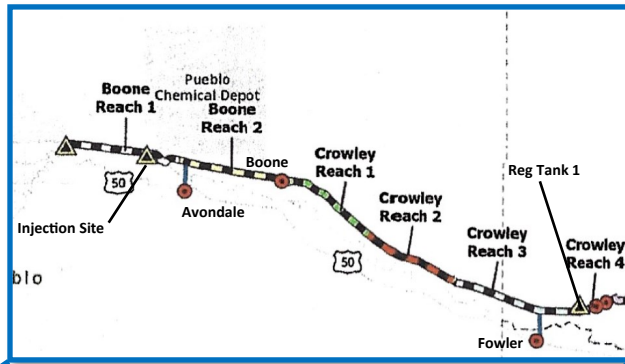 Pueblo
Chemical Depot
Boone
Reach 1
Boone
Reach 2
Boone
Crowley
Reach 1
Reg Tank 1
50
Avondale
Injection Site
Crowley
Reach 2
50
Crowley
Reach 3
Crowley
Reach 4
blo
Fowler